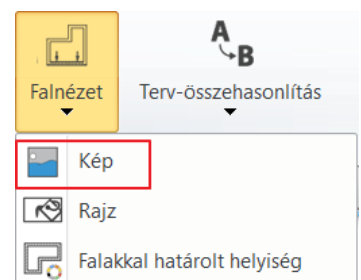 A
B
Falnézet
Terv-összehasonlítás
Kép
Rajz
Falakkal határolt helyiség